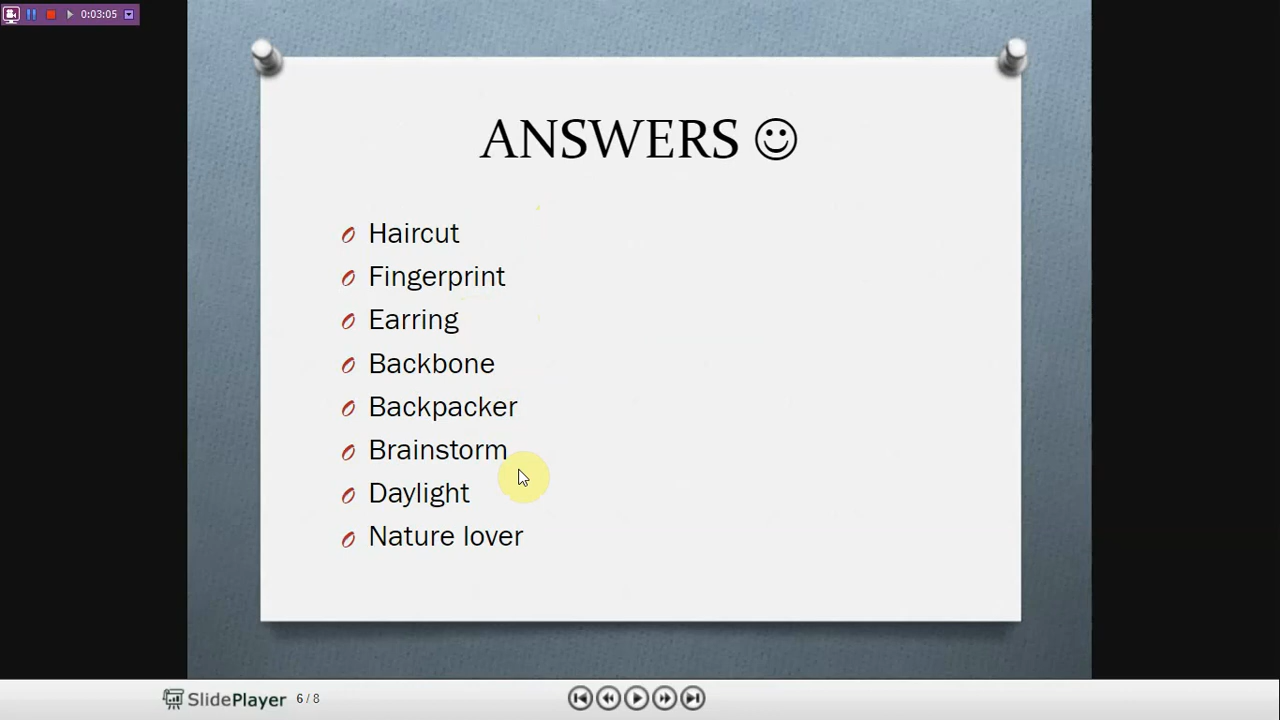 0:03:05
ANSWERS ☺
Haircut
Fingerprint
Earring
Backbone
Backpacker
Brainstorm
Daylight
Nature lover
SlidePlayer 6 / 8